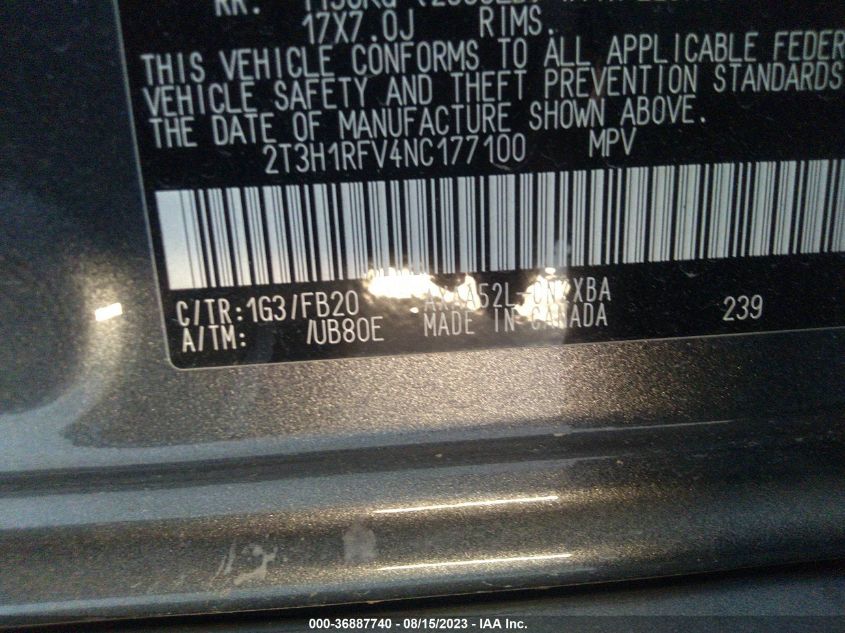 RR.
17X7.0J RIMS.
THIS VEHICLE CONFORMS TO ALL APPLICABLE FEDER
VEHICLE SAFETY AND THEFT PREVENTION STANDARDS
THE DATE OF MANUFACTURE SHOWN ABOVE.
2T3H1RFV4NC177100 MPV
C/TR:1G3/FB20
A/TM: /UB80E MADE IN CANADA 239
000-36887740 - 08/15/2023 - IAA Inc.